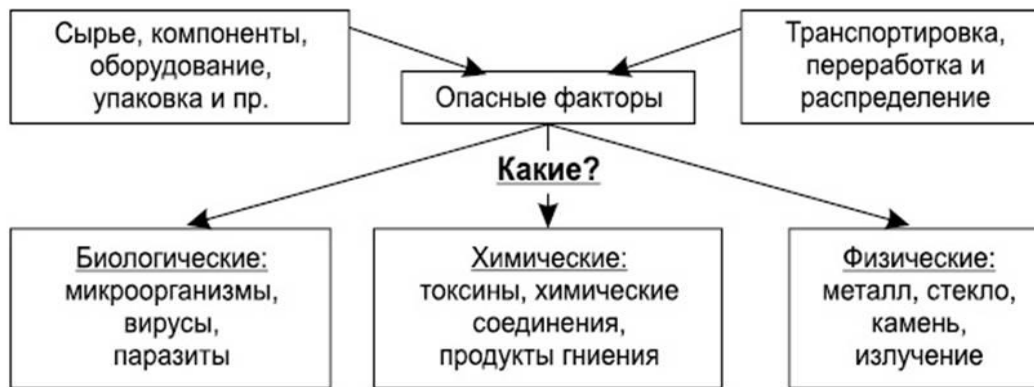 Сырье, компоненты,
оборудование,
упаковка и пр.
Транспортировка,
переработка и
распределение
Опасные факторы
Какие?
Биологические:
микроорганизмы,
вирусы,
паразиты
Химические:
токсины, химические
соединения,
продукты гниения
Физические:
металл, стекло,
камень,
излучение